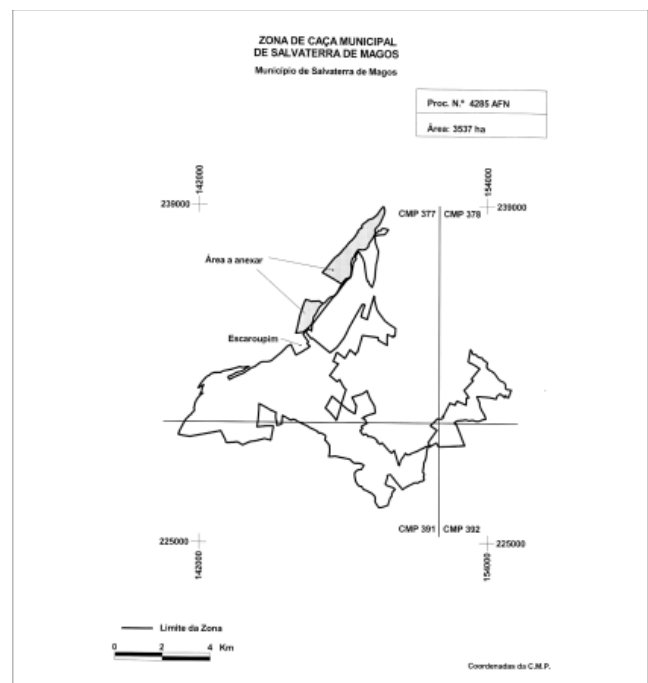 ZONA DE CAÇA MUNICIPAL
DE SALVATERRA DE MAGOS
Município de Salvaterra de Magos
Proc. N.º 4285 AFN
Área: 3537 ha
142000
154000
239000
CMP 377
CMP 378
239000
Área a anexar
Escaroupim
CMP 391
CMP 392
225000
225000
142000
154000
Limite da Zona
0 2 4 Km
Coordenadas da C.M.P.